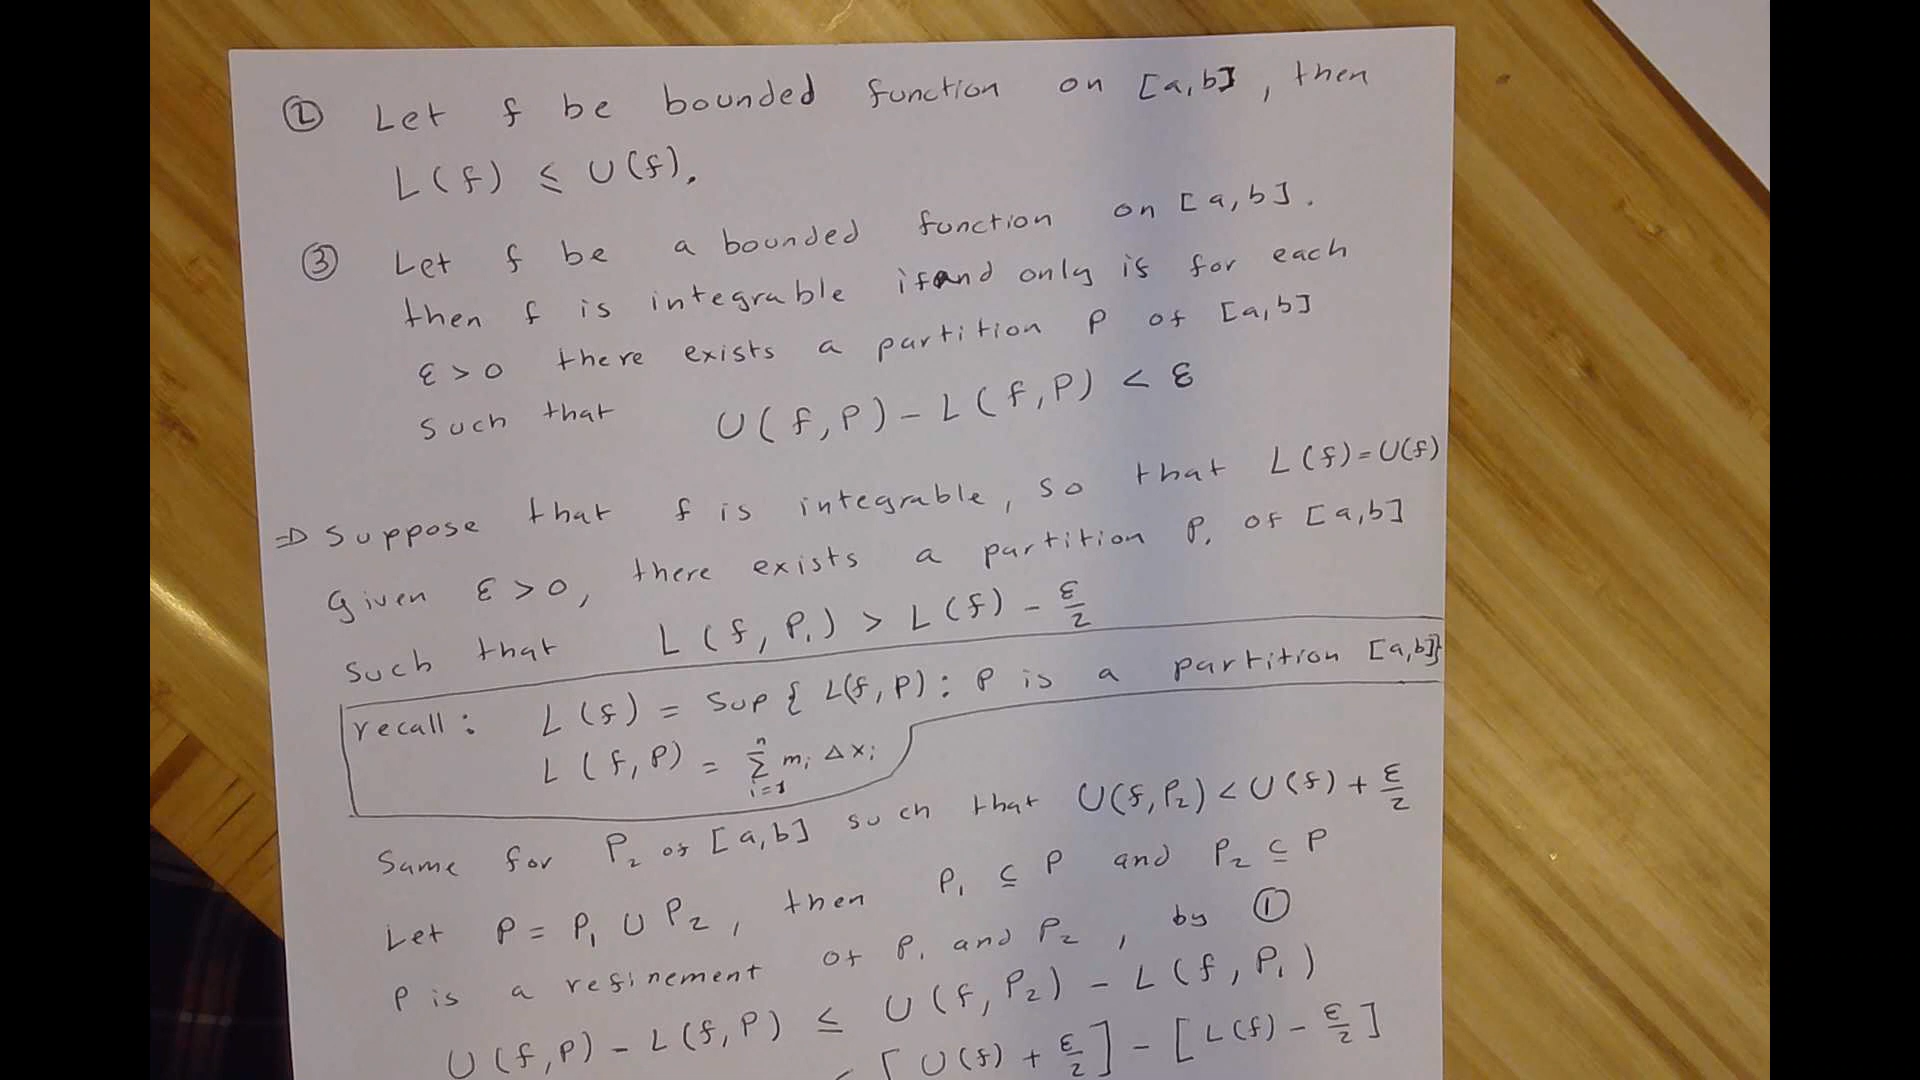 ② Let f be bounded function on [a,b], then
L(f) ≤ U(f).
③ Let f be a bounded function on [a,b].
then f is integrable if and only if for each
ε > 0 there exists a partition P of [a,b]
such that U(f,P) - L(f,P) < ε
⇒ Suppose that f is integrable, so that L(f)=U(f)
Given ε > 0, there exists a partition P₁ of [a,b]
such that L(f,P₁) > L(f) - ε/2
recall: L(f) = Sup{L(f,P): P is a partition [a,b]}
L(f,P) = Σ_{i=1}^{n} mᵢ Δxᵢ
Same for P₂ of [a,b] such that U(f,P₂) < U(f) + ε/2
Let P = P₁ ∪ P₂, then P₁ ⊆ P and P₂ ⊆ P
P is a refinement of P₁ and P₂, by ①
U(f,P) - L(f,P) ≤ U(f,P₂) - L(f,P₁)
< [U(f) + ε/2] - [L(f) - ε/2]